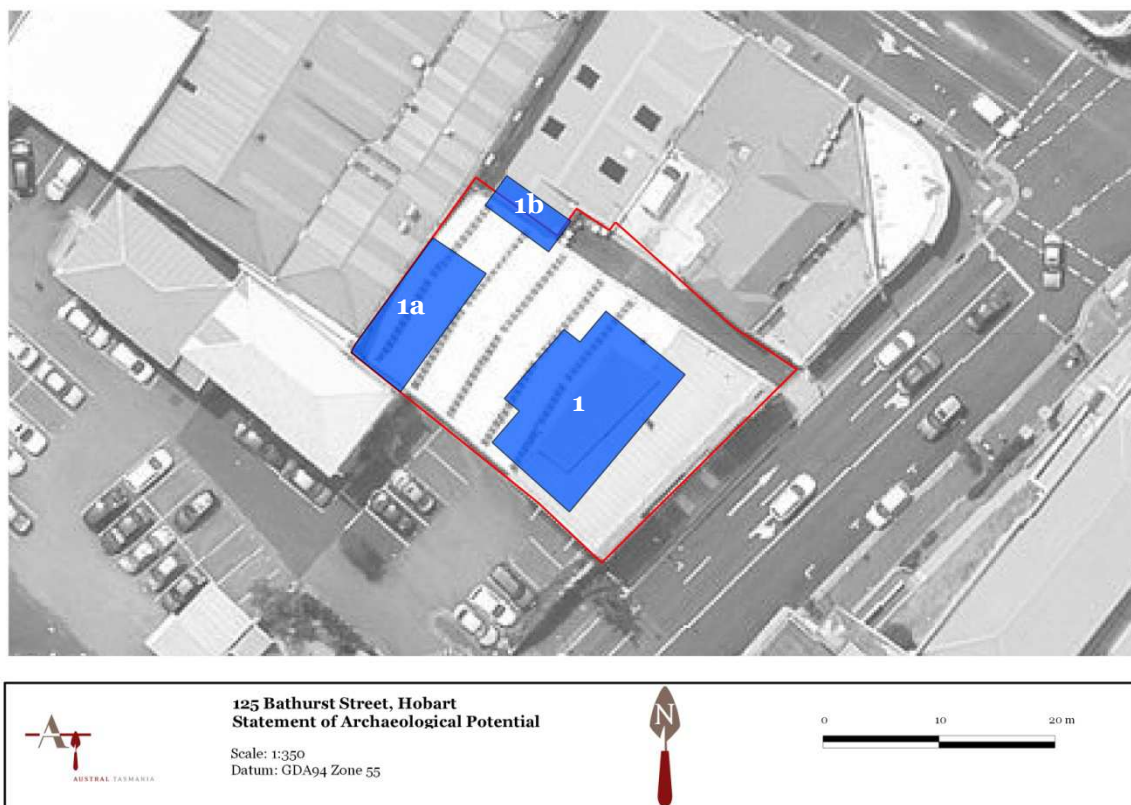 1b
1a
1
125 Bathurst Street, Hobart
Statement of Archaeological Potential
Scale: 1:350
Datum: GDA94 Zone 55
A
AUSTRAL TASMANIA
N
0 10 20 m